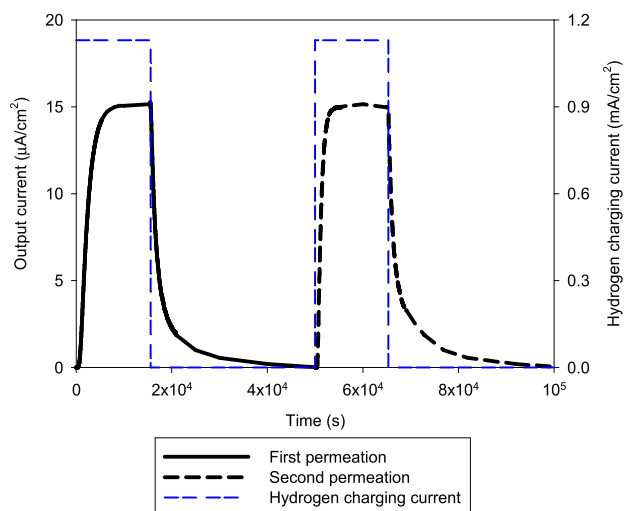 20 1.2
15 0.9
10 0.6
5 0.3
0 0.0
Output current (μA/cm²)
Hydrogen charging current (mA/cm²)
0 2x10⁴ 4x10⁴ 6x10⁴ 8x10⁴ 10⁵
Time (s)
First permeation
Second permeation
Hydrogen charging current